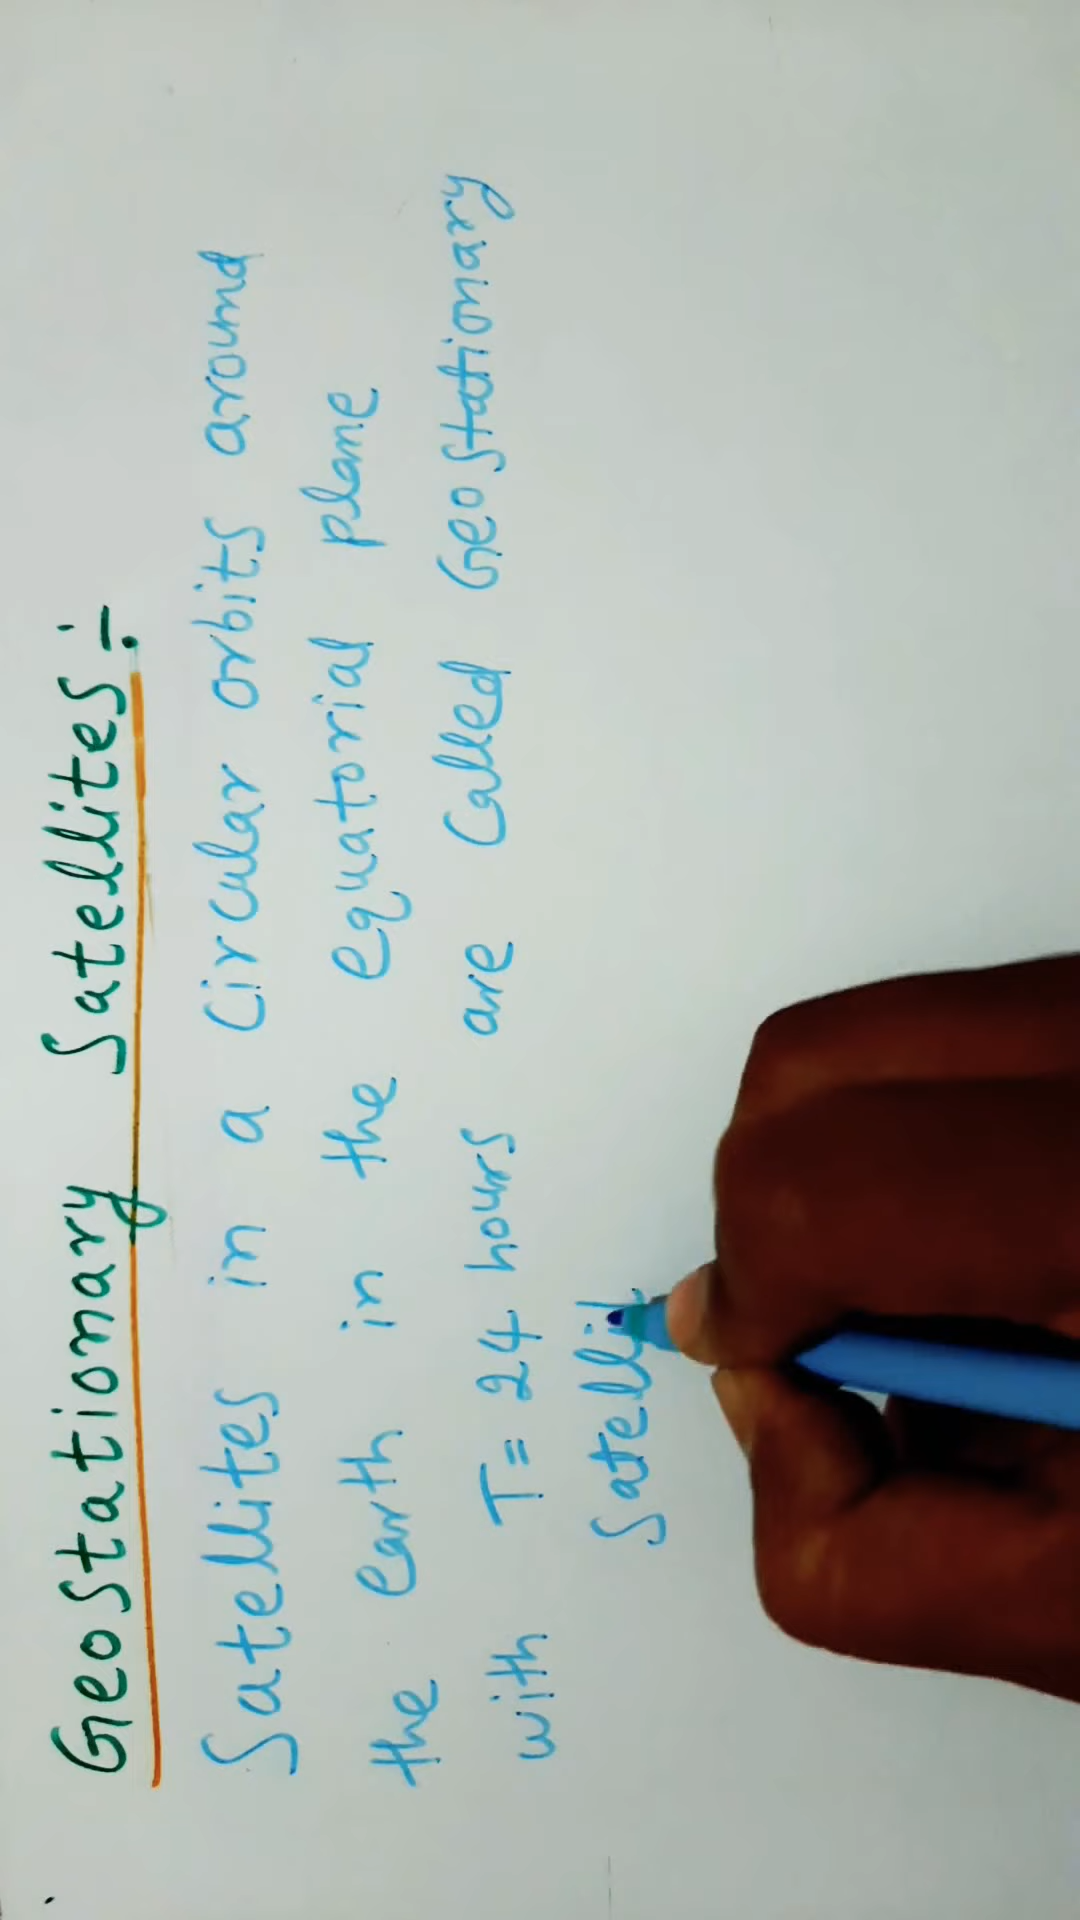 Geostationary Satellites:-
Satellites in a Circular orbits around
the earth in the equatorial plane
with T = 24 hours are Called Geostationary
Satellit